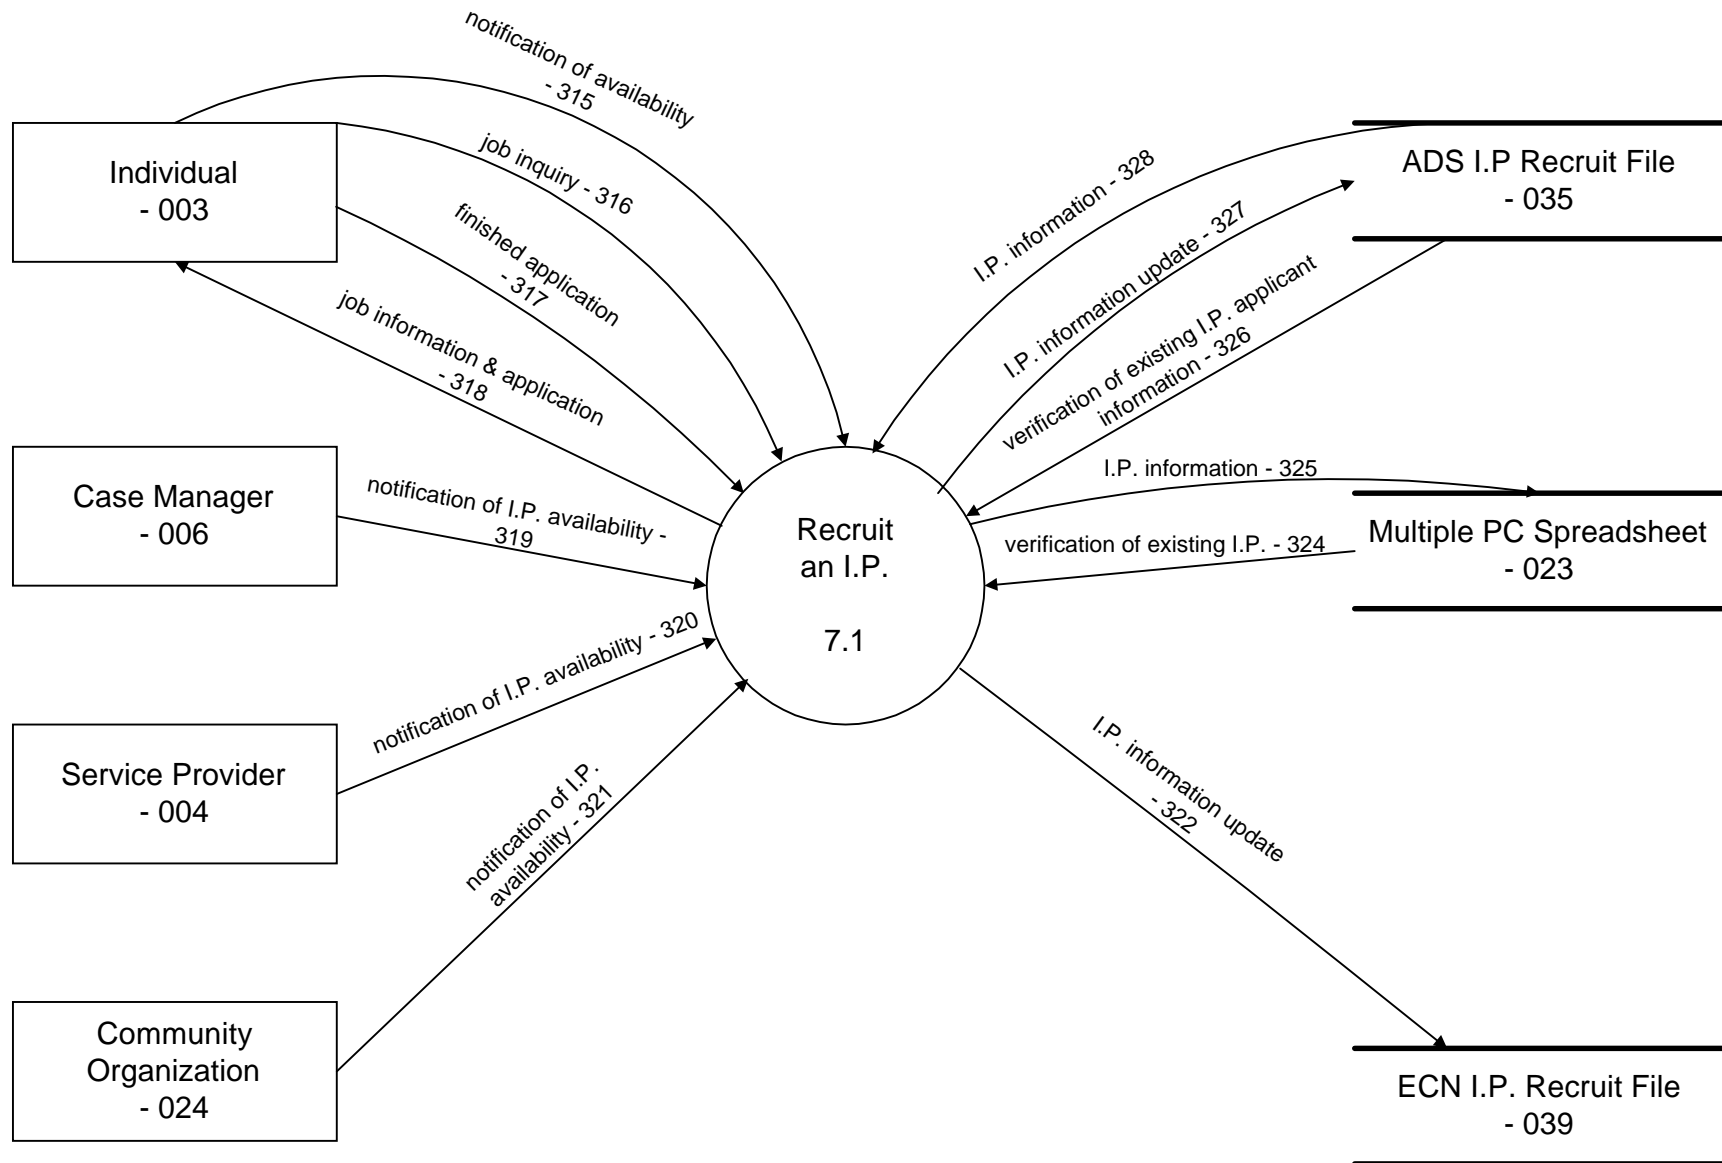 notification of availability
- 315
job inquiry - 316
finished application
- 317
job information & application
- 318
Individual
- 003
Case Manager
- 006
notification of I.P. availability -
319
Service Provider
- 004
notification of I.P. availability - 320
Community
Organization
- 024
notification of I.P.
availability - 321
Recruit
an I.P.
7.1
I.P. information - 328
I.P. information update - 327
verification of existing I.P. applicant
information - 326
ADS I.P Recruit File
- 035
I.P. information - 325
verification of existing I.P. - 324
Multiple PC Spreadsheet
- 023
I.P. information update
- 322
ECN I.P. Recruit File
- 039